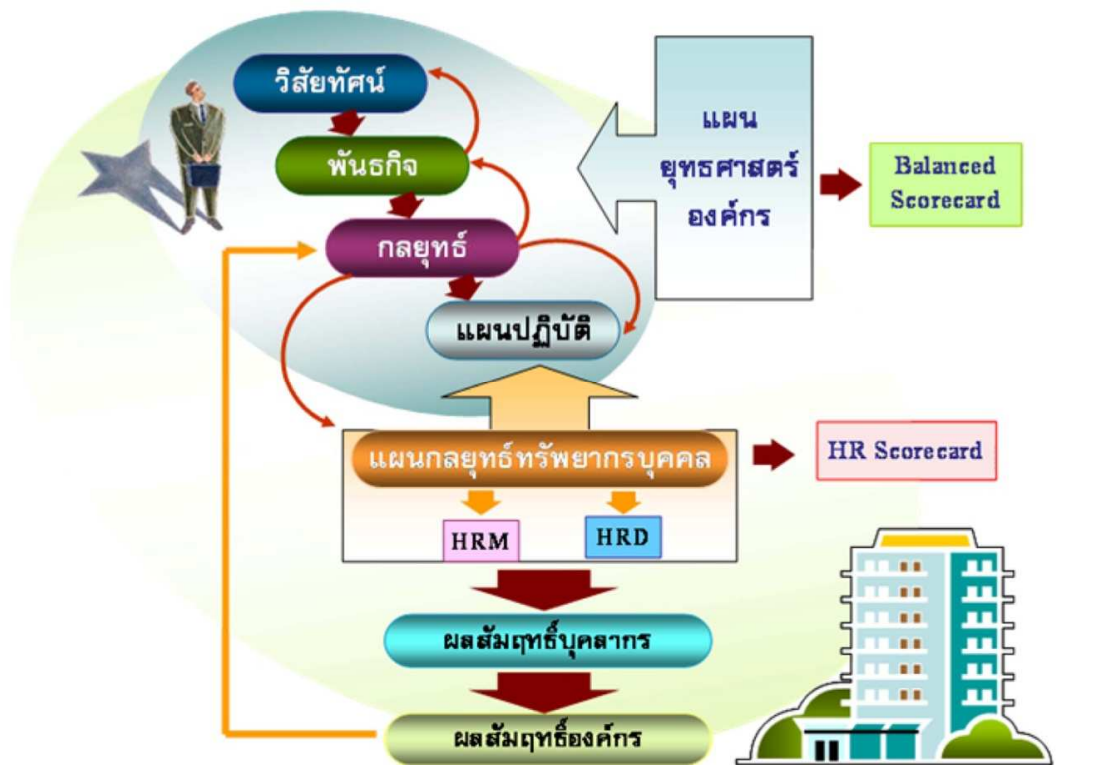 วิสัยทัศน์
พันธกิจ
กลยุทธ์
แผนปฏิบัติ
แผน
ยุทธศาสตร์
องค์กร
Balanced
Scorecard
แผนกลยุทธ์ทรัพยากรบุคคล
HR Scorecard
HRM
HRD
ผลสัมฤทธิ์บุคลากร
ผลสัมฤทธิ์องค์กร